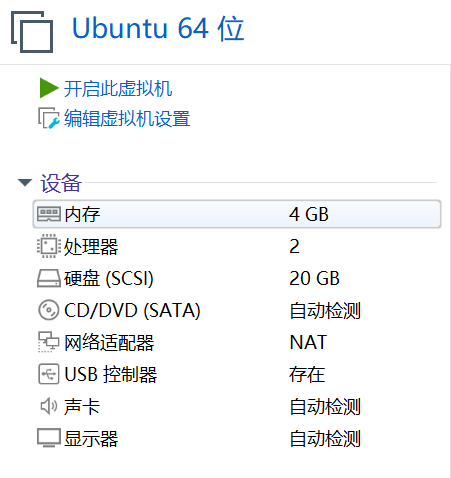 Ubuntu 64 位
开启此虚拟机
编辑虚拟机设置
设备
内存 4 GB
处理器 2
硬盘 (SCSI) 20 GB
CD/DVD (SATA) 自动检测
网络适配器 NAT
USB 控制器 存在
声卡 自动检测
显示器 自动检测